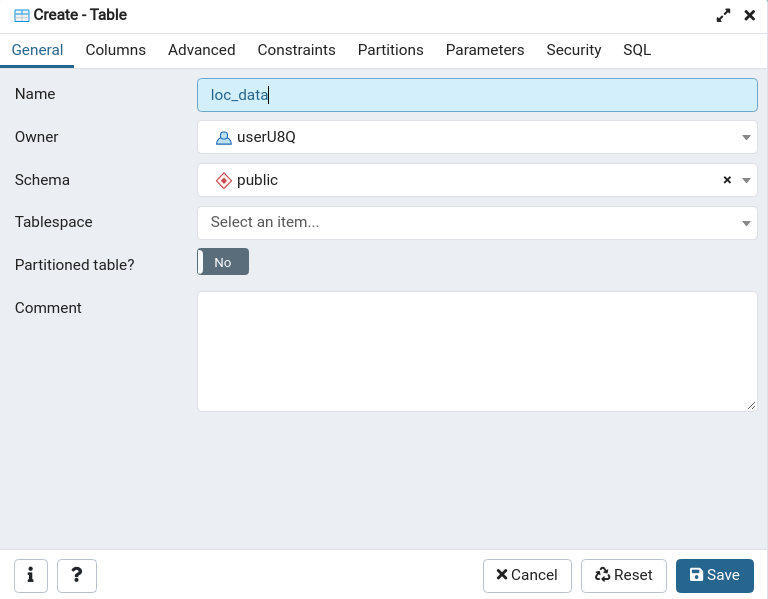 Create - Table
General Columns Advanced Constraints Partitions Parameters Security SQL
Name loc_data
Owner userU8Q
Schema public
Tablespace Select an item...
Partitioned table? No
Comment
Cancel Reset Save